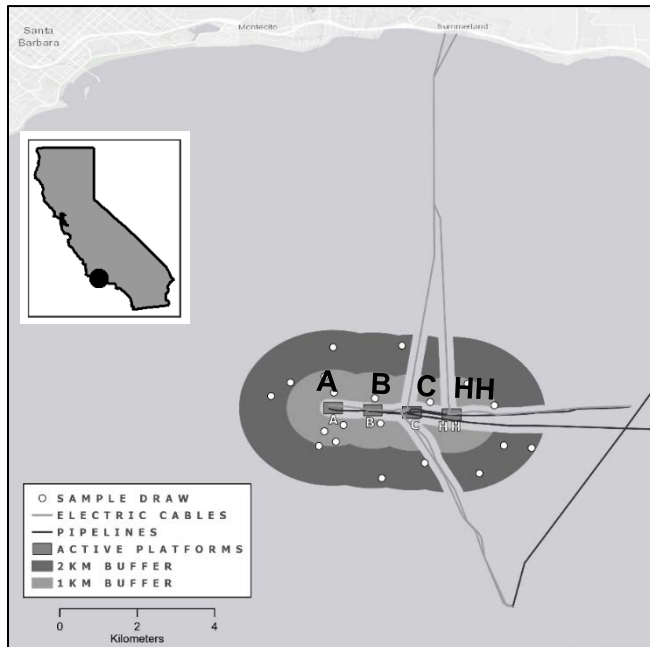 Santa
Barbara
Montecito
Summerland
A B C HH
A B C HH
SAMPLE DRAW
ELECTRIC CABLES
PIPELINES
ACTIVE PLATFORMS
2KM BUFFER
1KM BUFFER
0 2 4
Kilometers